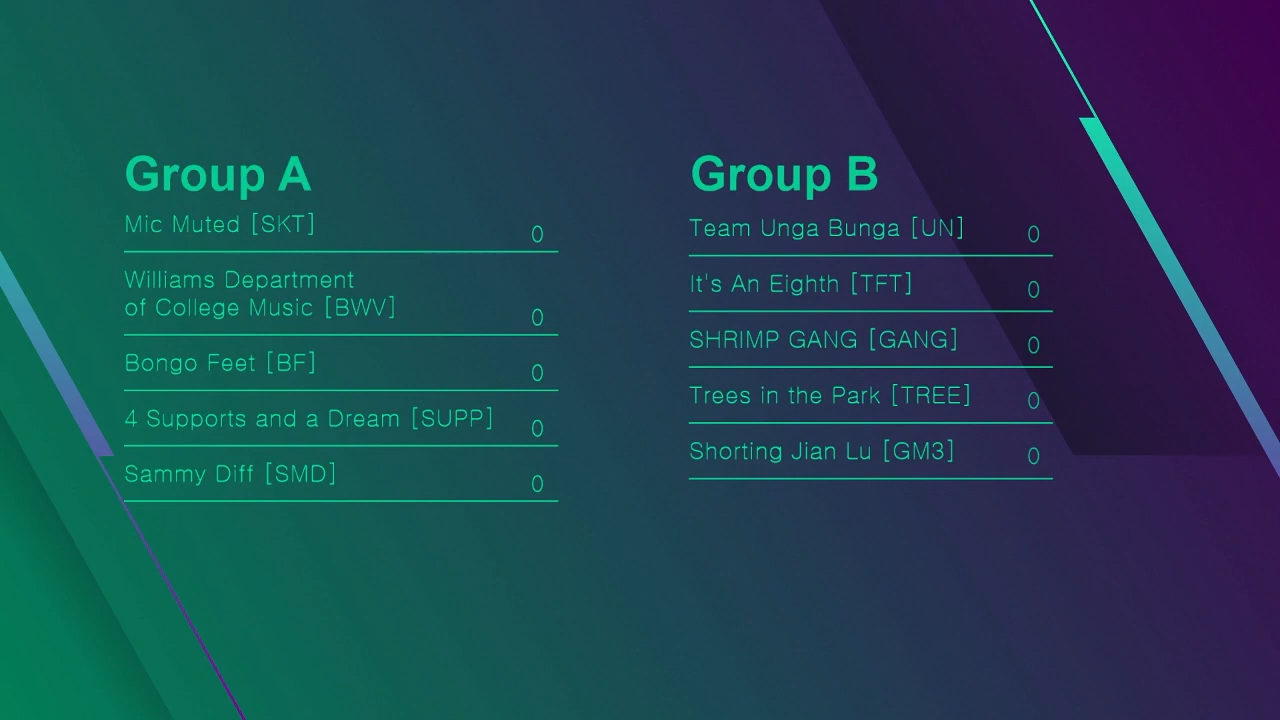 Group A
Mic Muted [SKT] 0
Williams Department
of College Music [BWV] 0
Bongo Feet [BF] 0
4 Supports and a Dream [SUPP] 0
Sammy Diff [SMD] 0
Group B
Team Unga Bunga [UN] 0
It's An Eighth [TFT] 0
SHRIMP GANG [GANG] 0
Trees in the Park [TREE] 0
Shorting Jian Lu [GM3] 0